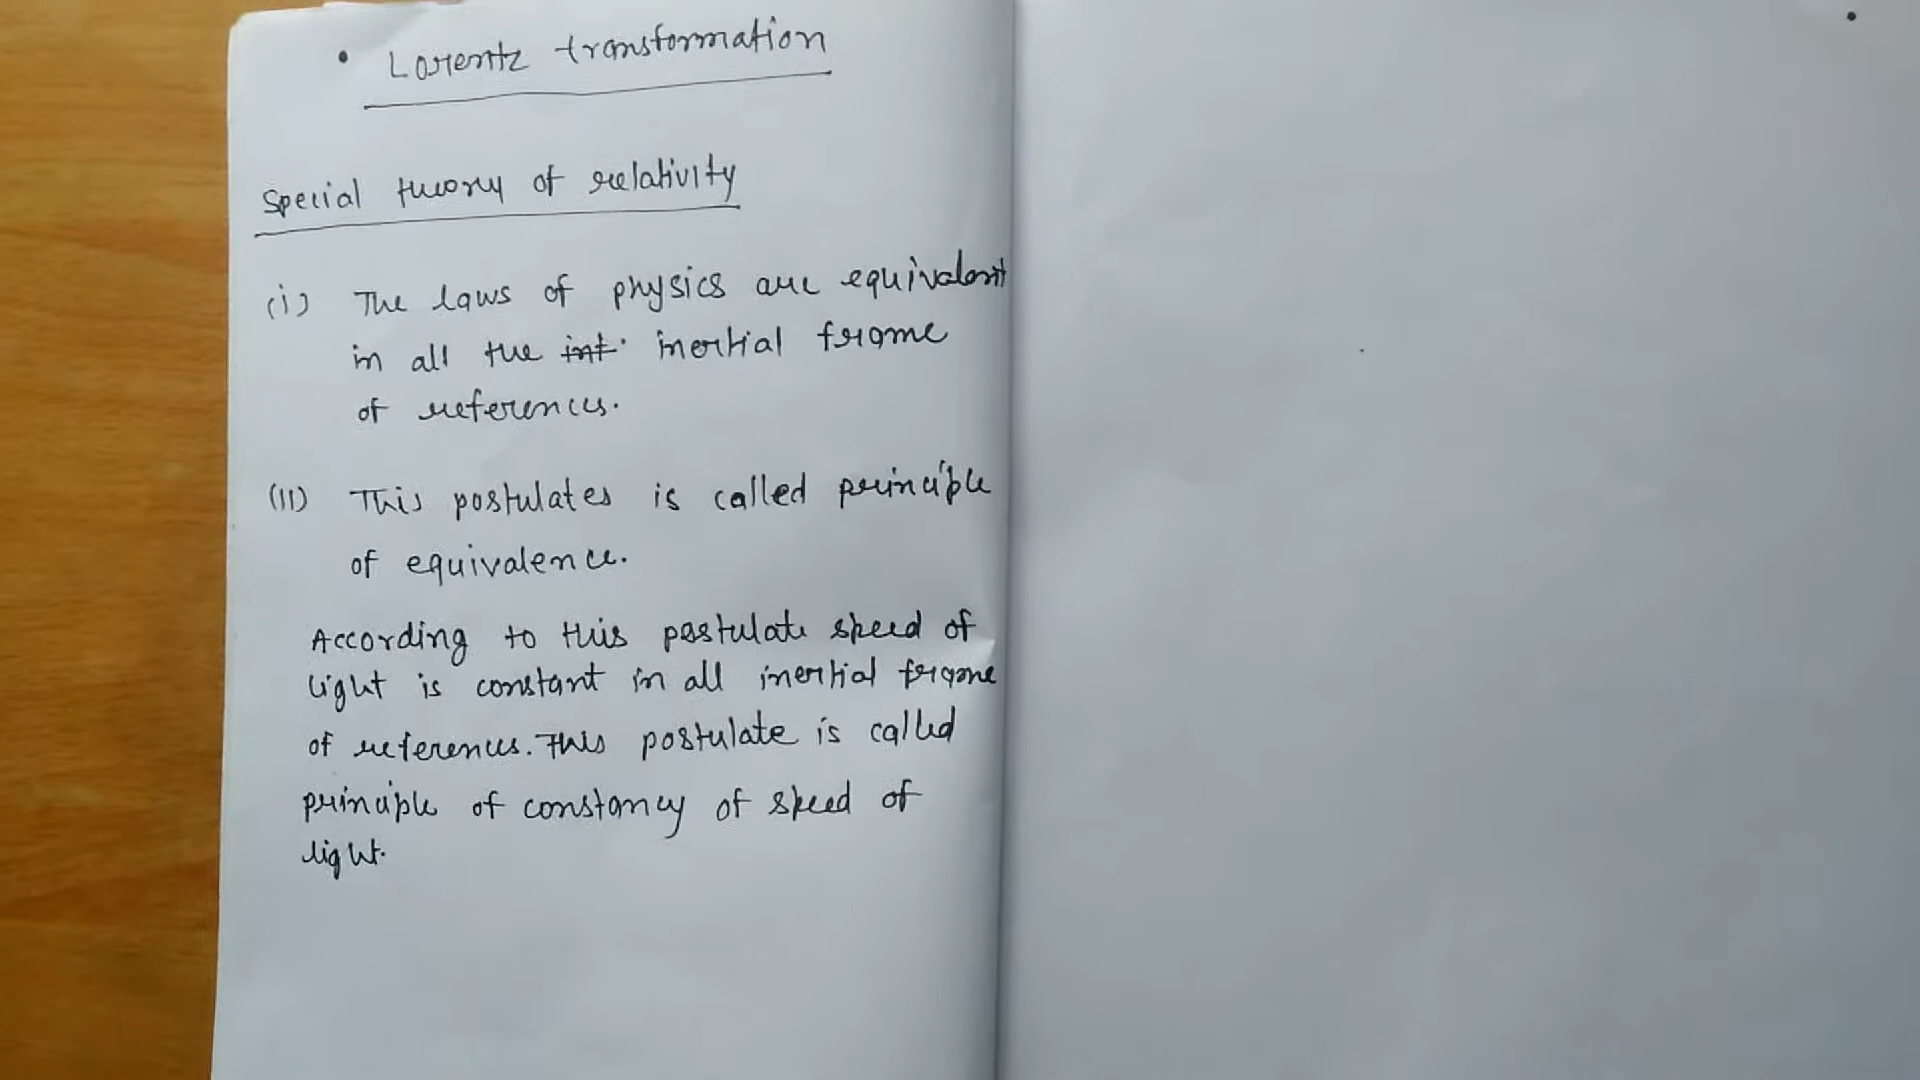 • Lorentz transformation
Special theory of relativity
(i) The laws of physics are equivalent
in all the int. inertial frame
of references.
(II) This postulates is called principle
of equivalence.
According to this postulate speed of
light is constant in all inertial frame
of references. This postulate is called
principle of constancy of speed of
light.